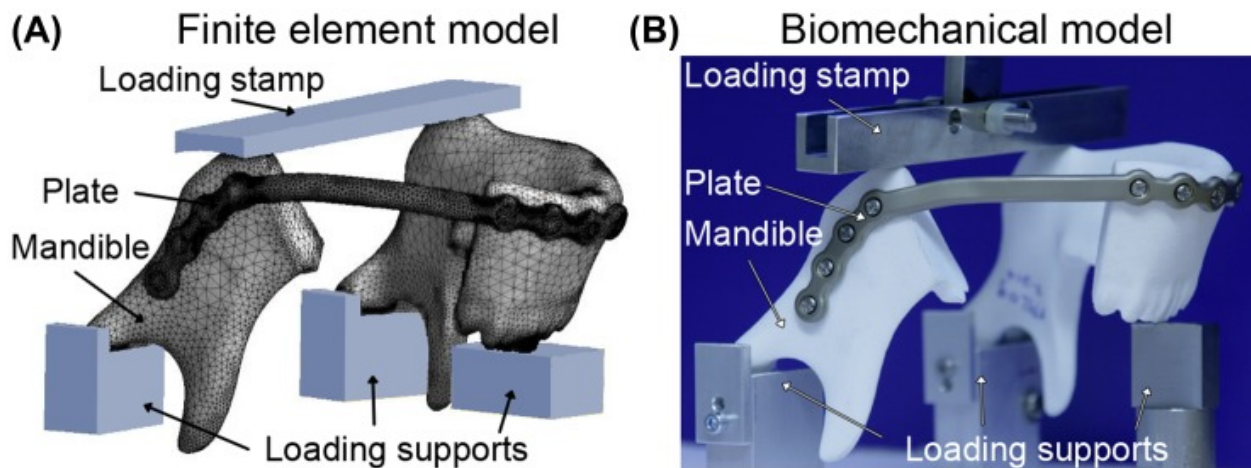 (A) Finite element model
Loading stamp
Plate
Mandible
Loading supports
(B) Biomechanical model
Loading stamp
Plate
Mandible
Loading supports